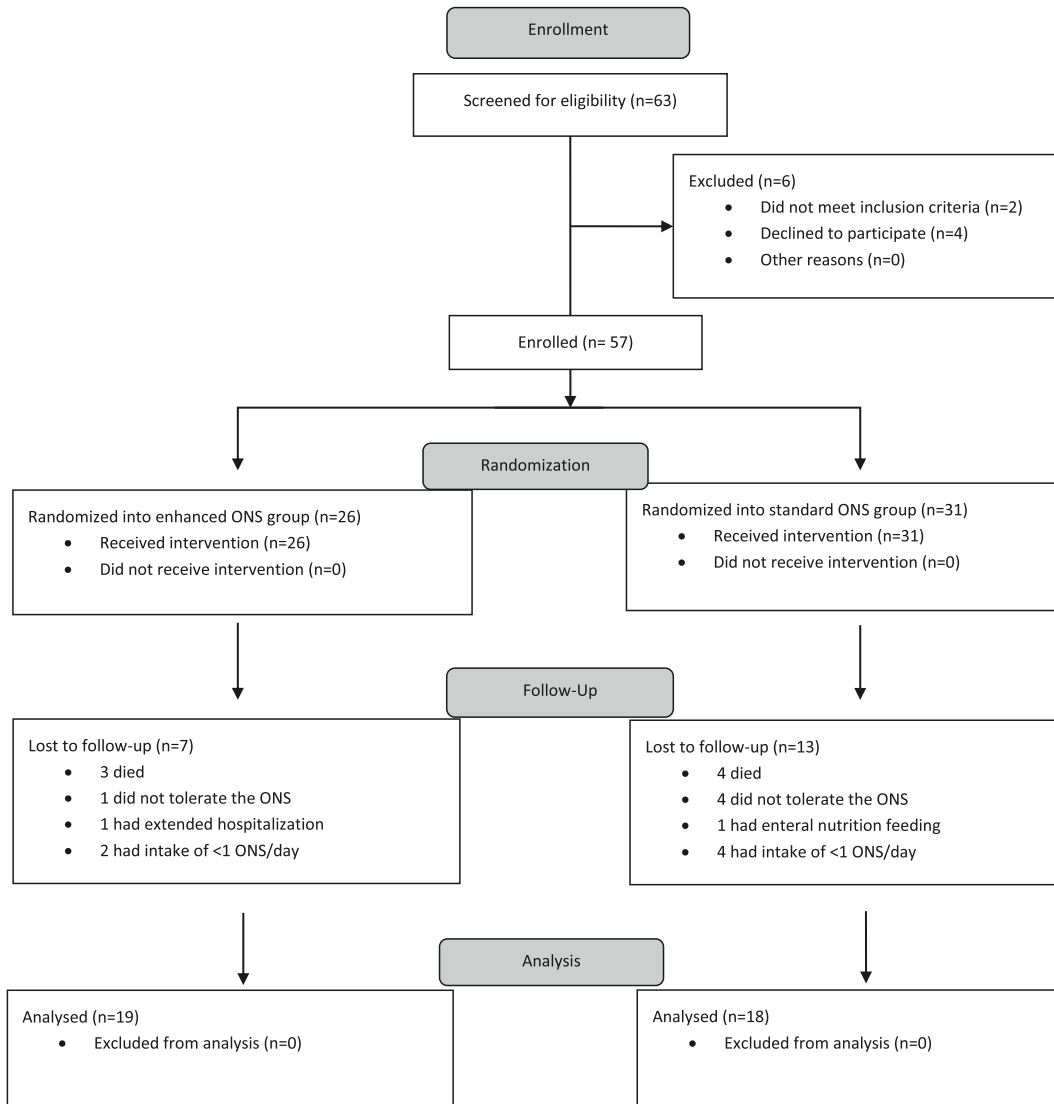 Enrollment
Screened for eligibility (n=63)
Excluded (n=6)
• Did not meet inclusion criteria (n=2)
• Declined to participate (n=4)
• Other reasons (n=0)
Enrolled (n= 57)
Randomization
Randomized into enhanced ONS group (n=26)
• Received intervention (n=26)
• Did not receive intervention (n=0)
Randomized into standard ONS group (n=31)
• Received intervention (n=31)
• Did not receive intervention (n=0)
Follow-Up
Lost to follow-up (n=7)
• 3 died
• 1 did not tolerate the ONS
• 1 had extended hospitalization
• 2 had intake of <1 ONS/day
Lost to follow-up (n=13)
• 4 died
• 4 did not tolerate the ONS
• 1 had enteral nutrition feeding
• 4 had intake of <1 ONS/day
Analysis
Analysed (n=19)
• Excluded from analysis (n=0)
Analysed (n=18)
• Excluded from analysis (n=0)